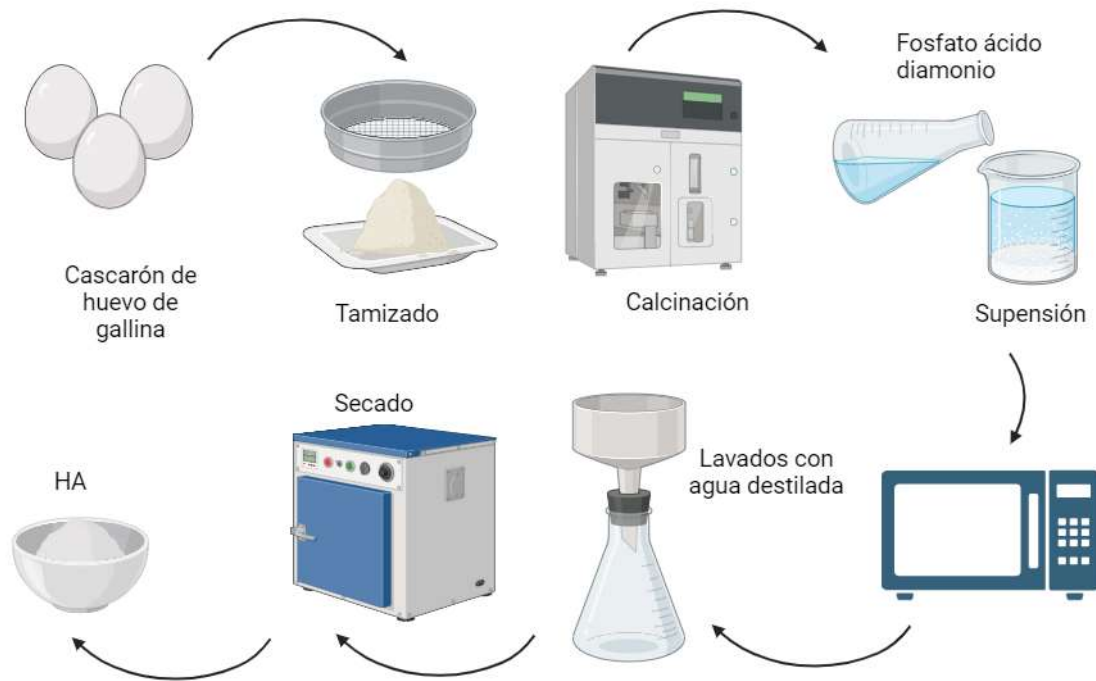 Cascarón de
huevo de
gallina
Tamizado
Calcinación
Fosfato ácido
diamonio
Supensión
Lavados con
agua destilada
Secado
HA